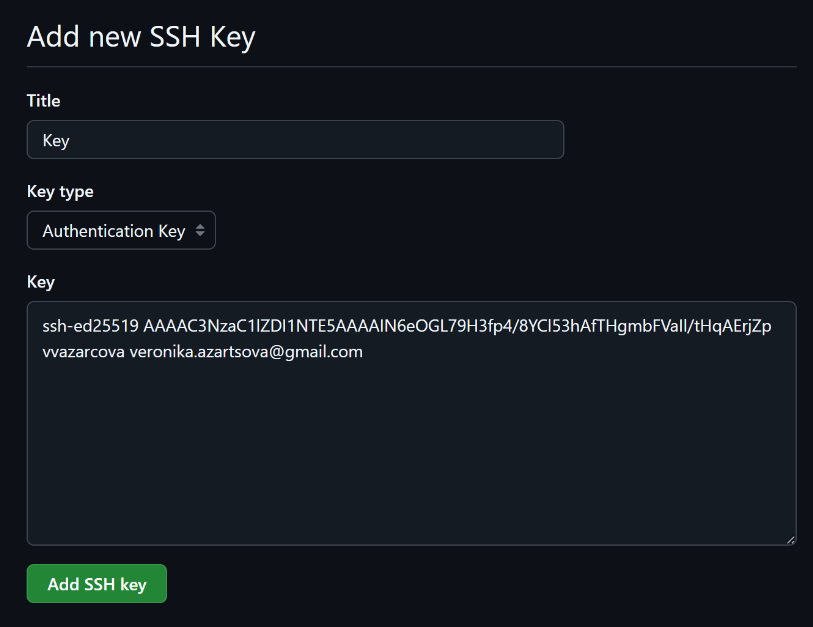 Add new SSH Key
Title
Key
Key type
Authentication Key
Key
ssh-ed25519 AAAAC3NzaC1lZDI1NTE5AAAAIN6eOGL79H3fp4/8YCl53hAfTHgmbFVaIl/tHqAErjZp
vvazarcova veronika.azartsova@gmail.com
Add SSH key